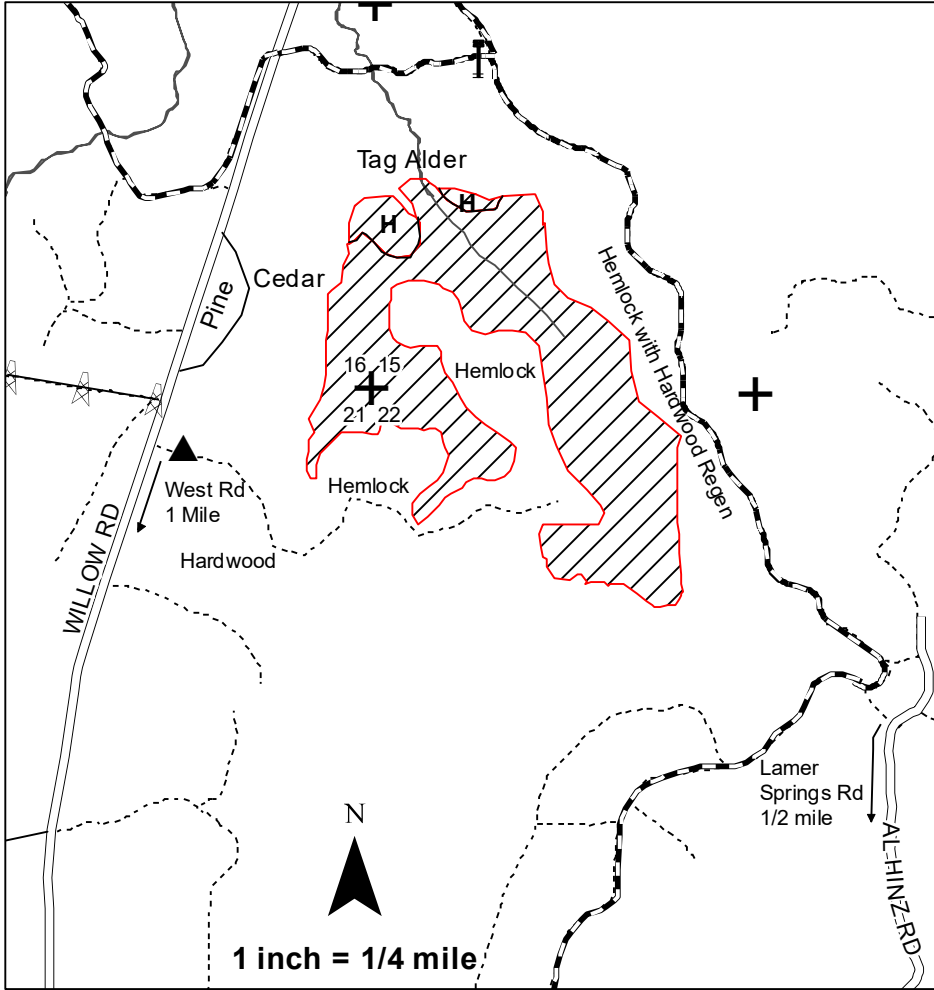 Tag Alder
H
H
Cedar
Pine
Hemlock with Hardwood Regen
16 15
Hemlock
21 22
Hemlock
West Rd
1 Mile
Hardwood
WILLOW RD
Lamer
Springs Rd
1/2 mile
AL HINZ RD
N
1 inch = 1/4 mile